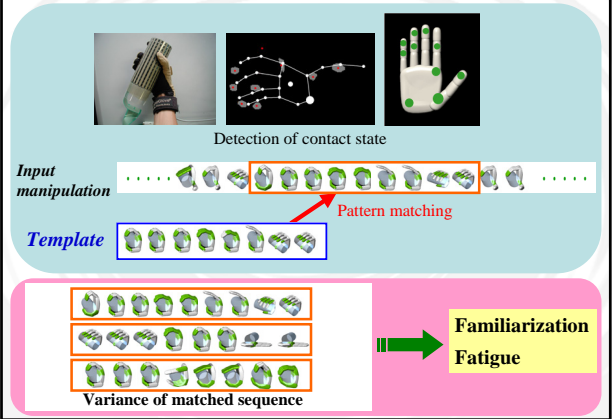 Detection of contact state
Input
manipulation
Pattern matching
Template
Familiarization
Fatigue
Variance of matched sequence